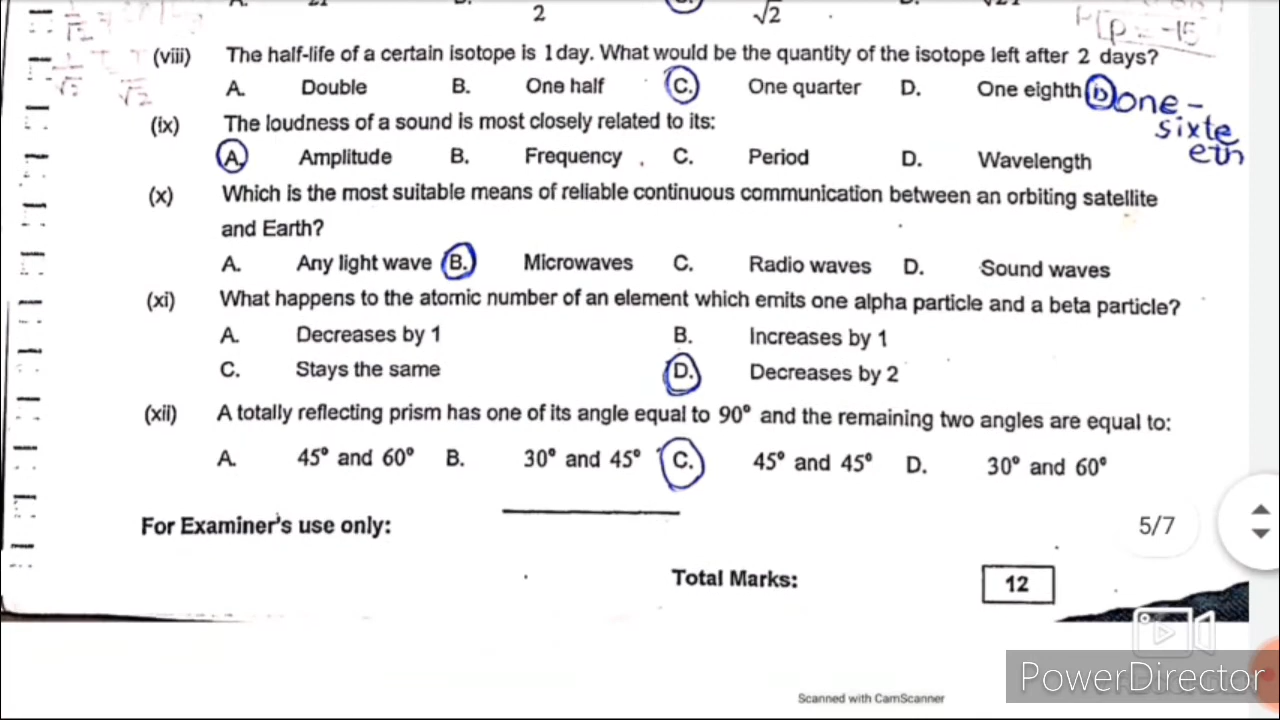 2
√2
P = -15
(viii) The half-life of a certain isotope is 1 day. What would be the quantity of the isotope left after 2 days?
A. Double B. One half C. One quarter D. One eighth D one -
sixte
eth
(ix) The loudness of a sound is most closely related to its:
A. Amplitude B. Frequency C. Period D. Wavelength
(x) Which is the most suitable means of reliable continuous communication between an orbiting satellite
and Earth?
A. Any light wave B. Microwaves C. Radio waves D. Sound waves
(xi) What happens to the atomic number of an element which emits one alpha particle and a beta particle?
A. Decreases by 1 B. Increases by 1
C. Stays the same D. Decreases by 2
(xii) A totally reflecting prism has one of its angle equal to 90° and the remaining two angles are equal to:
A. 45° and 60° B. 30° and 45° C. 45° and 45° D. 30° and 60°
For Examiner's use only:
5/7
Total Marks: 12
PowerDirector
Scanned with CamScanner